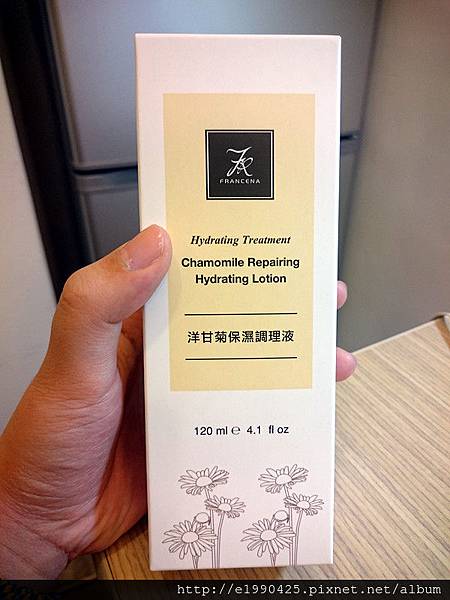 FRANCENA
Hydrating Treatment
Chamomile Repairing
Hydrating Lotion
洋甘菊保濕調理液
120 ml ℮ 4.1 fl oz
http://e1990425.pixnet.net/album